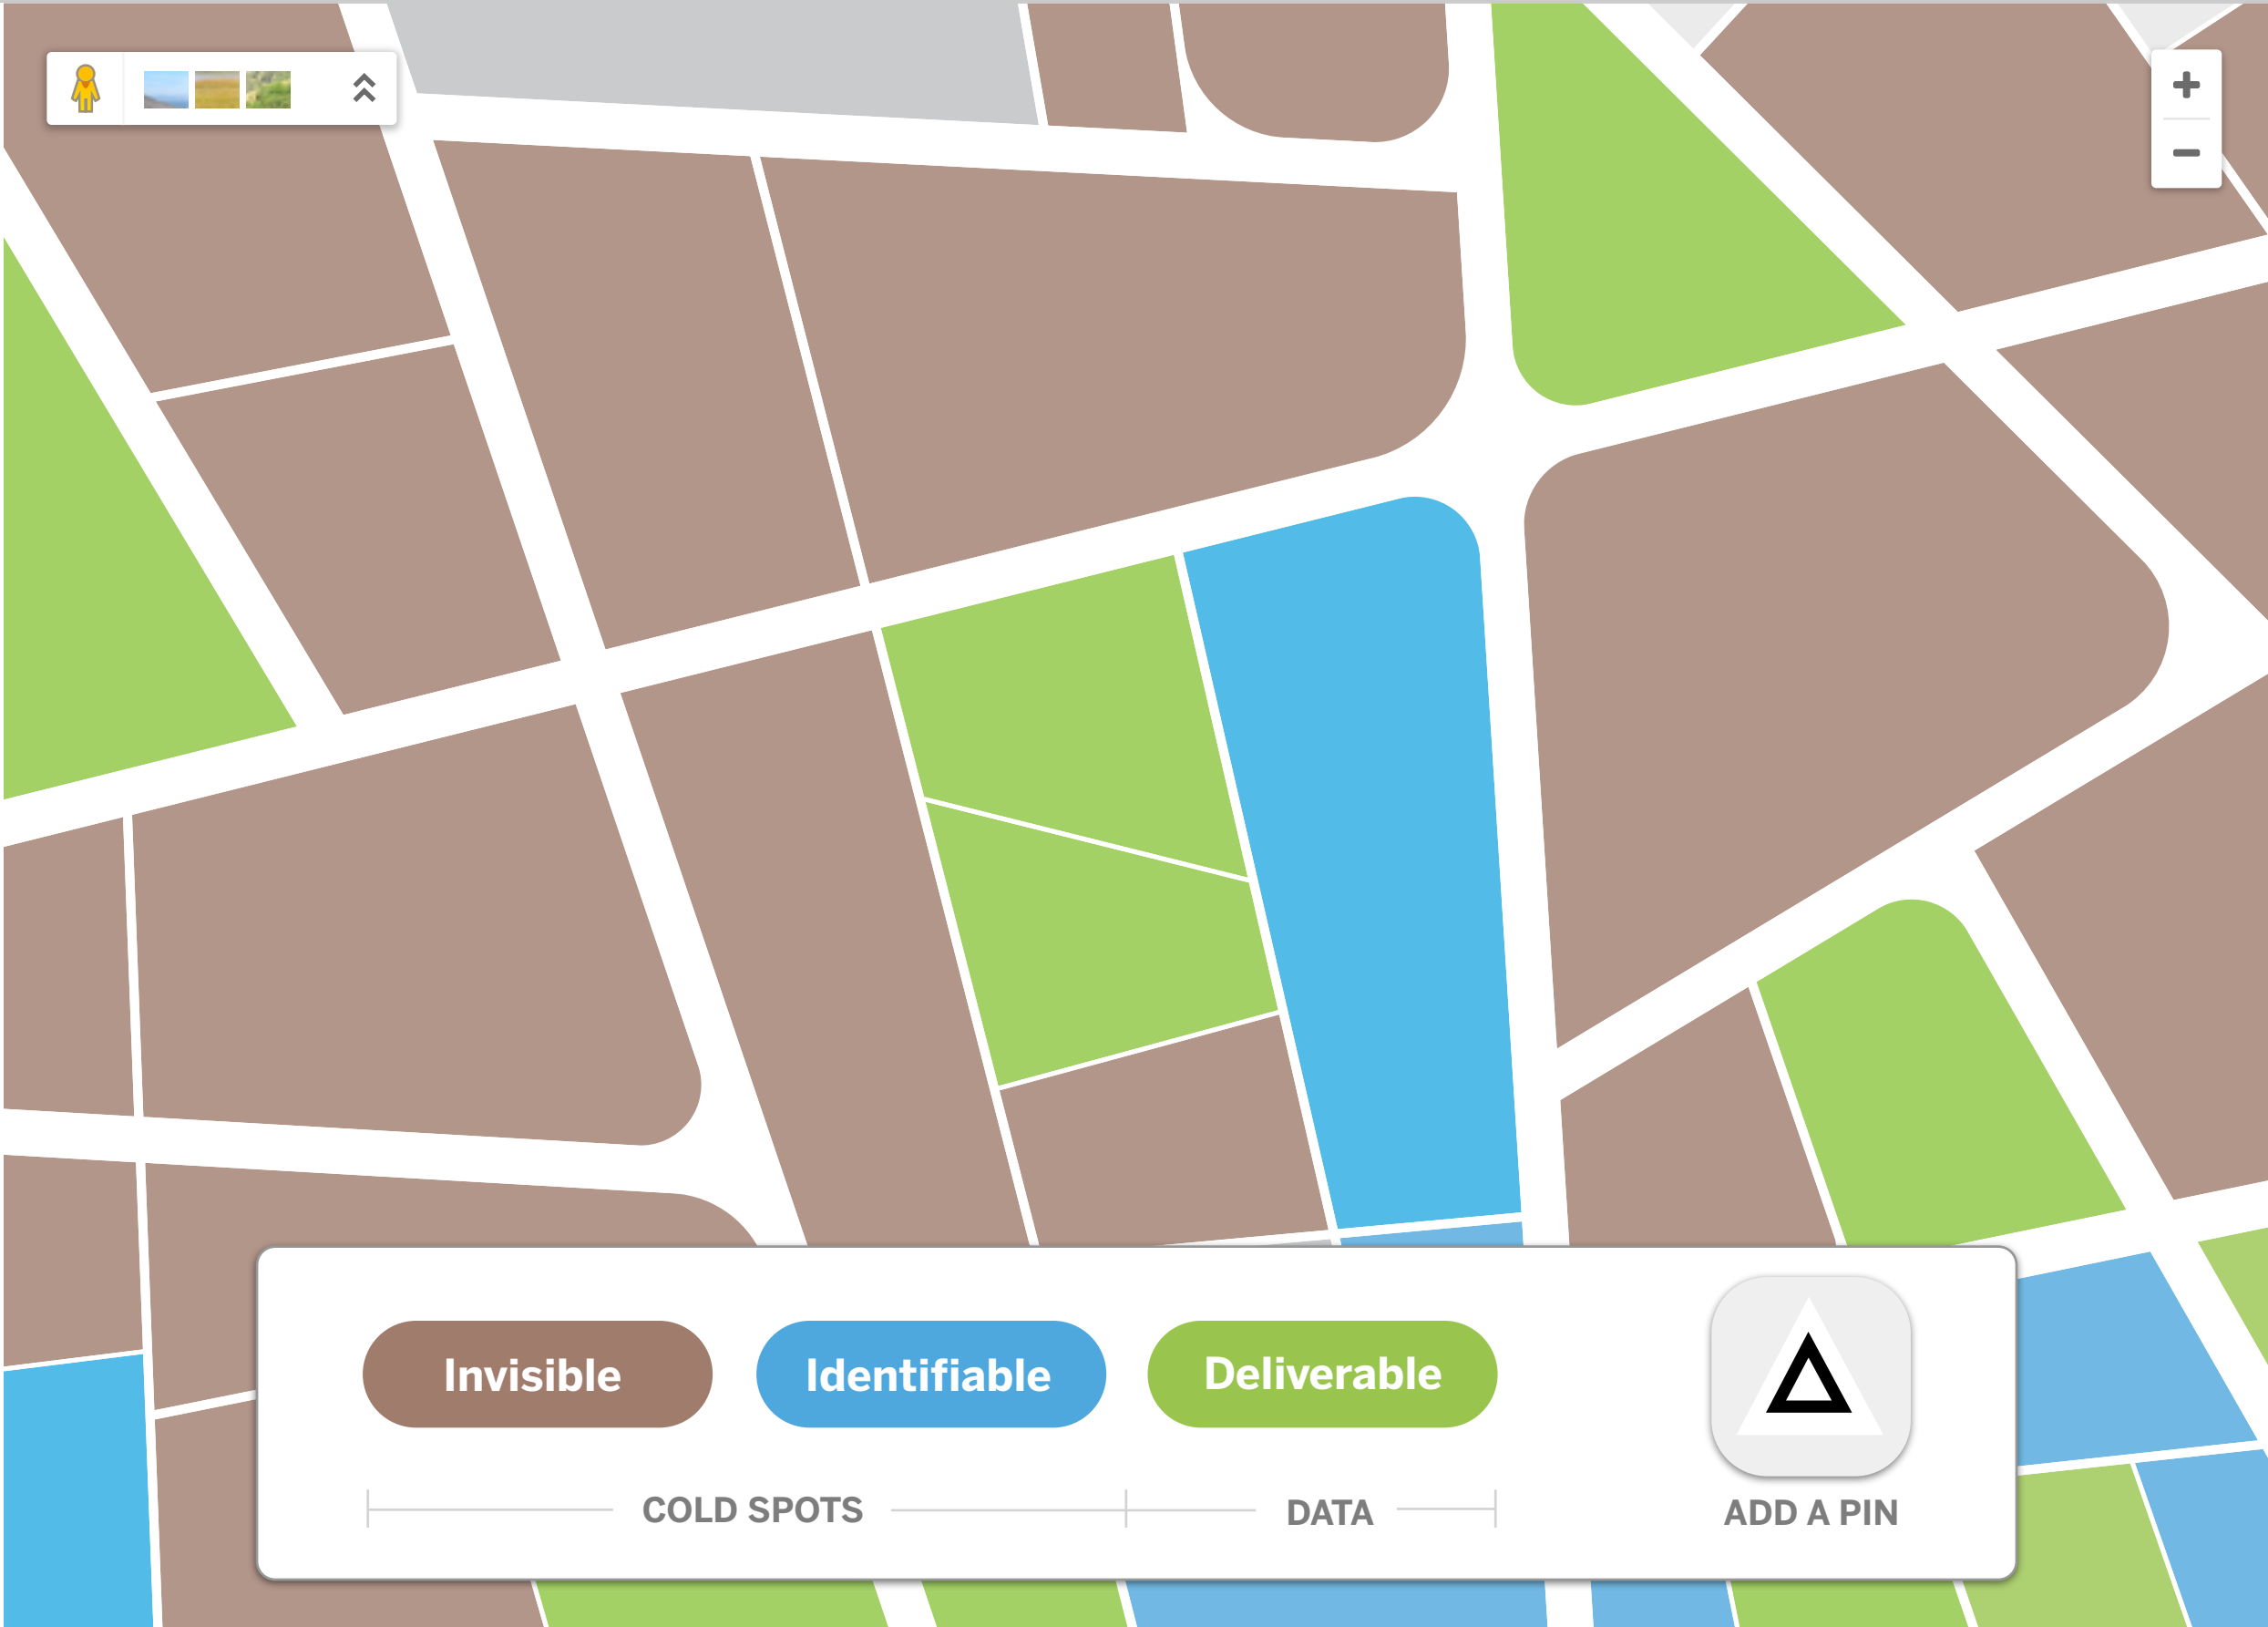 Invisible
Identifiable
Deliverable
COLD SPOTS
DATA
ADD A PIN